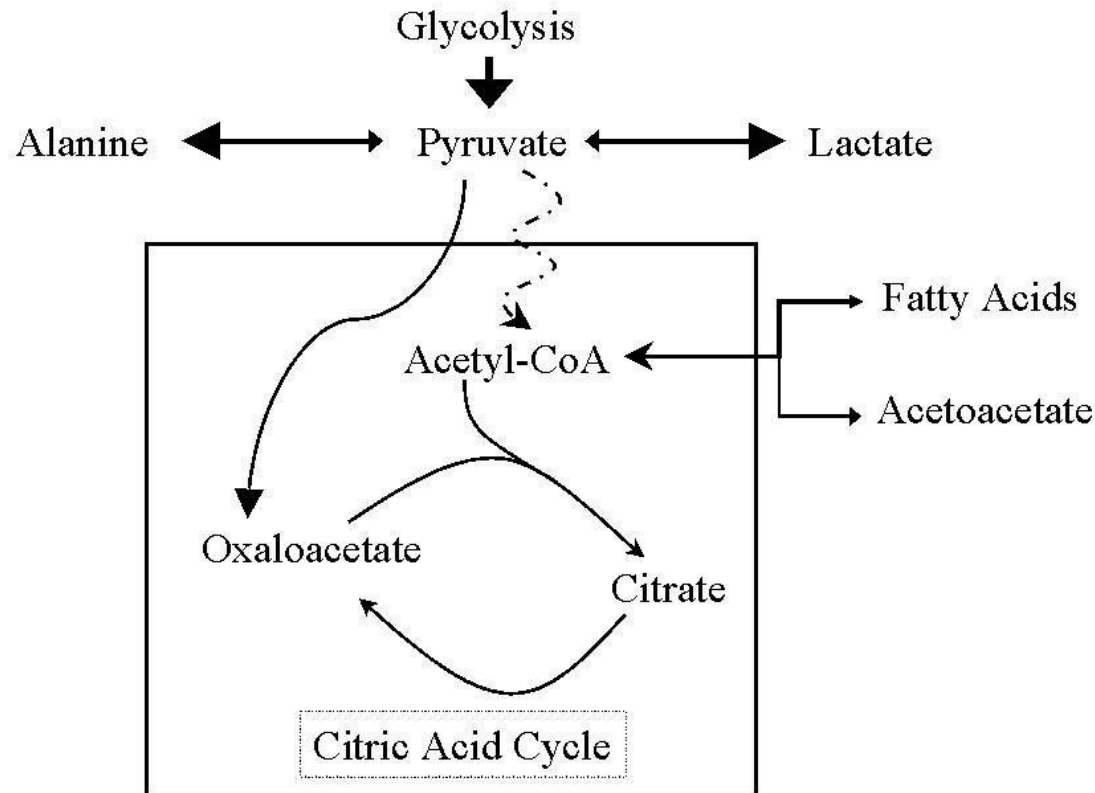 Glycolysis
Alanine
Pyruvate
Lactate
Fatty Acids
Acetyl-CoA
Acetoacetate
Oxaloacetate
Citrate
Citric Acid Cycle